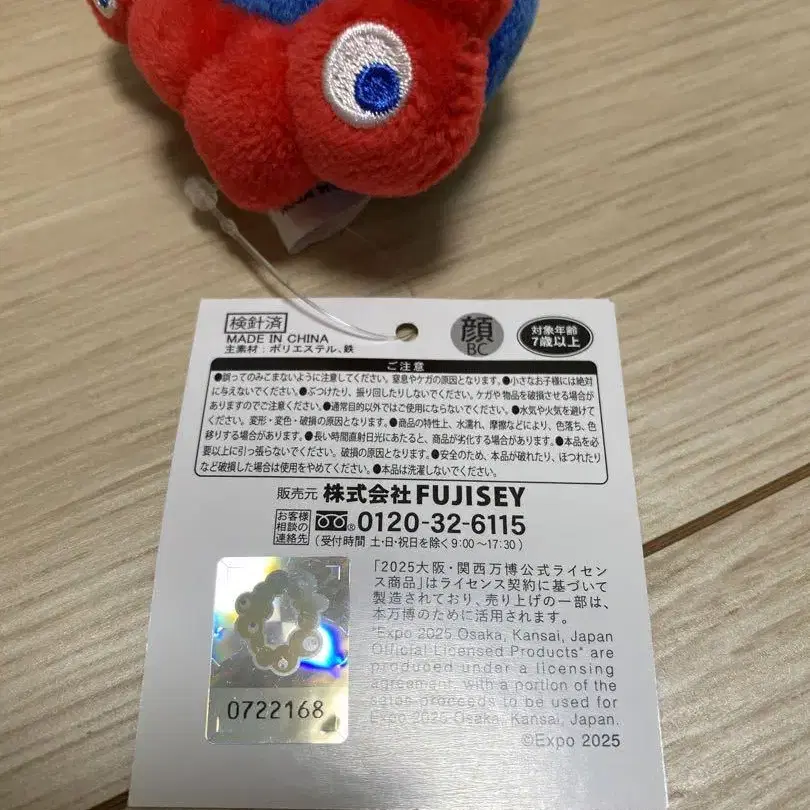 検針済
MADE IN CHINA
主素材：ポリエステル、鉄
顔
BC
対象年齢
7歳以上
ご注意
●誤ってのみこまないように注意してください。窒息やケガの原因となります。●小さなお子様には絶対
に与えないでください。●ぶつけたり、振り回したりしないでください。ケガや物品を破損させる場合が
ありますのでご注意ください。●通常目的以外ではご使用にならないでください。●水気や火気を避けて
ください。変形・変色・破損の原因となります。●商品の特性上、水濡れ、摩擦などにより、色落ち、色
移りする場合があります。●長い時間直射日光にあたると、商品が劣化する場合があります。●本品を必
要以上に引っ張らないでください。破損の原因となります。●安全のため、本品が破れたり、ほつれたり
など破損した場合は使用をやめてください。●本品は洗濯しないでください。
販売元 株式会社FUJISEY
お客様
相談の
連絡先
0120-32-6115
(受付時間 土・日・祝日を除く9:00〜17:30)
「2025大阪・関西万博公式ライセン
ス商品」はライセンス契約に基づいて
製造されており、売り上げの一部は、
本万博のために活用されます。
"Expo 2025 Osaka, Kansai, Japan
Official Licensed Products" are
produced under a licensing
agreement, with a portion of the
sales proceeds to be used for
Expo 2025 Osaka, Kansai, Japan.
©Expo 2025
0722168